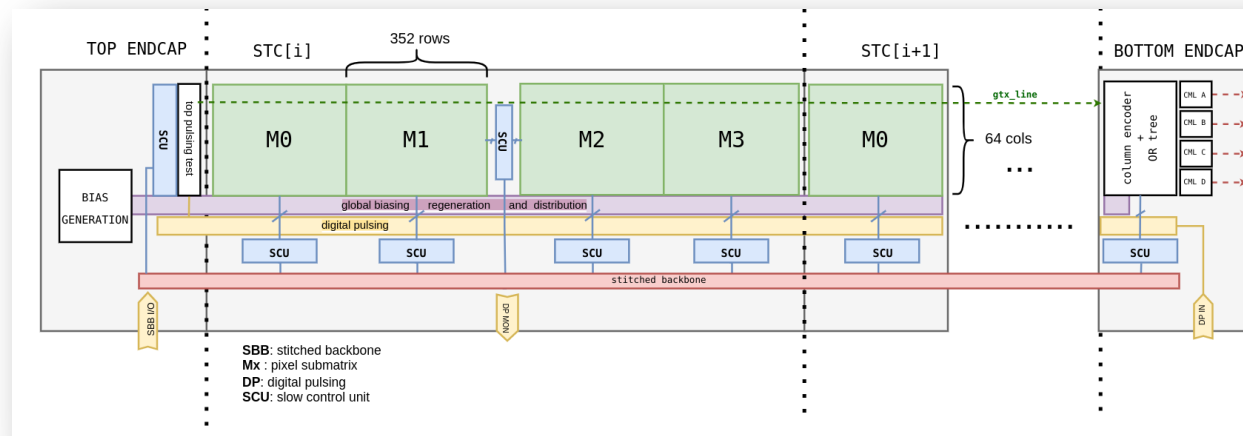 TOP ENDCAP
STC[i]
352 rows
STC[i+1]
BOTTOM ENDCAP
SCU
top pulsing test
M0
M1
SCU
M2
M3
M0
gtx_line
64 cols
...
column encoder
+
OR tree
CML A
CML B
CML C
CML D
BIAS
GENERATION
global biasing regeneration and distribution
digital pulsing
SCU
SCU
SCU
SCU
SCU
SCU
stitched backbone
SBB I/O
DP MON
DP IN
SBB: stitched backbone
Mx : pixel submatrix
DP: digital pulsing
SCU: slow control unit